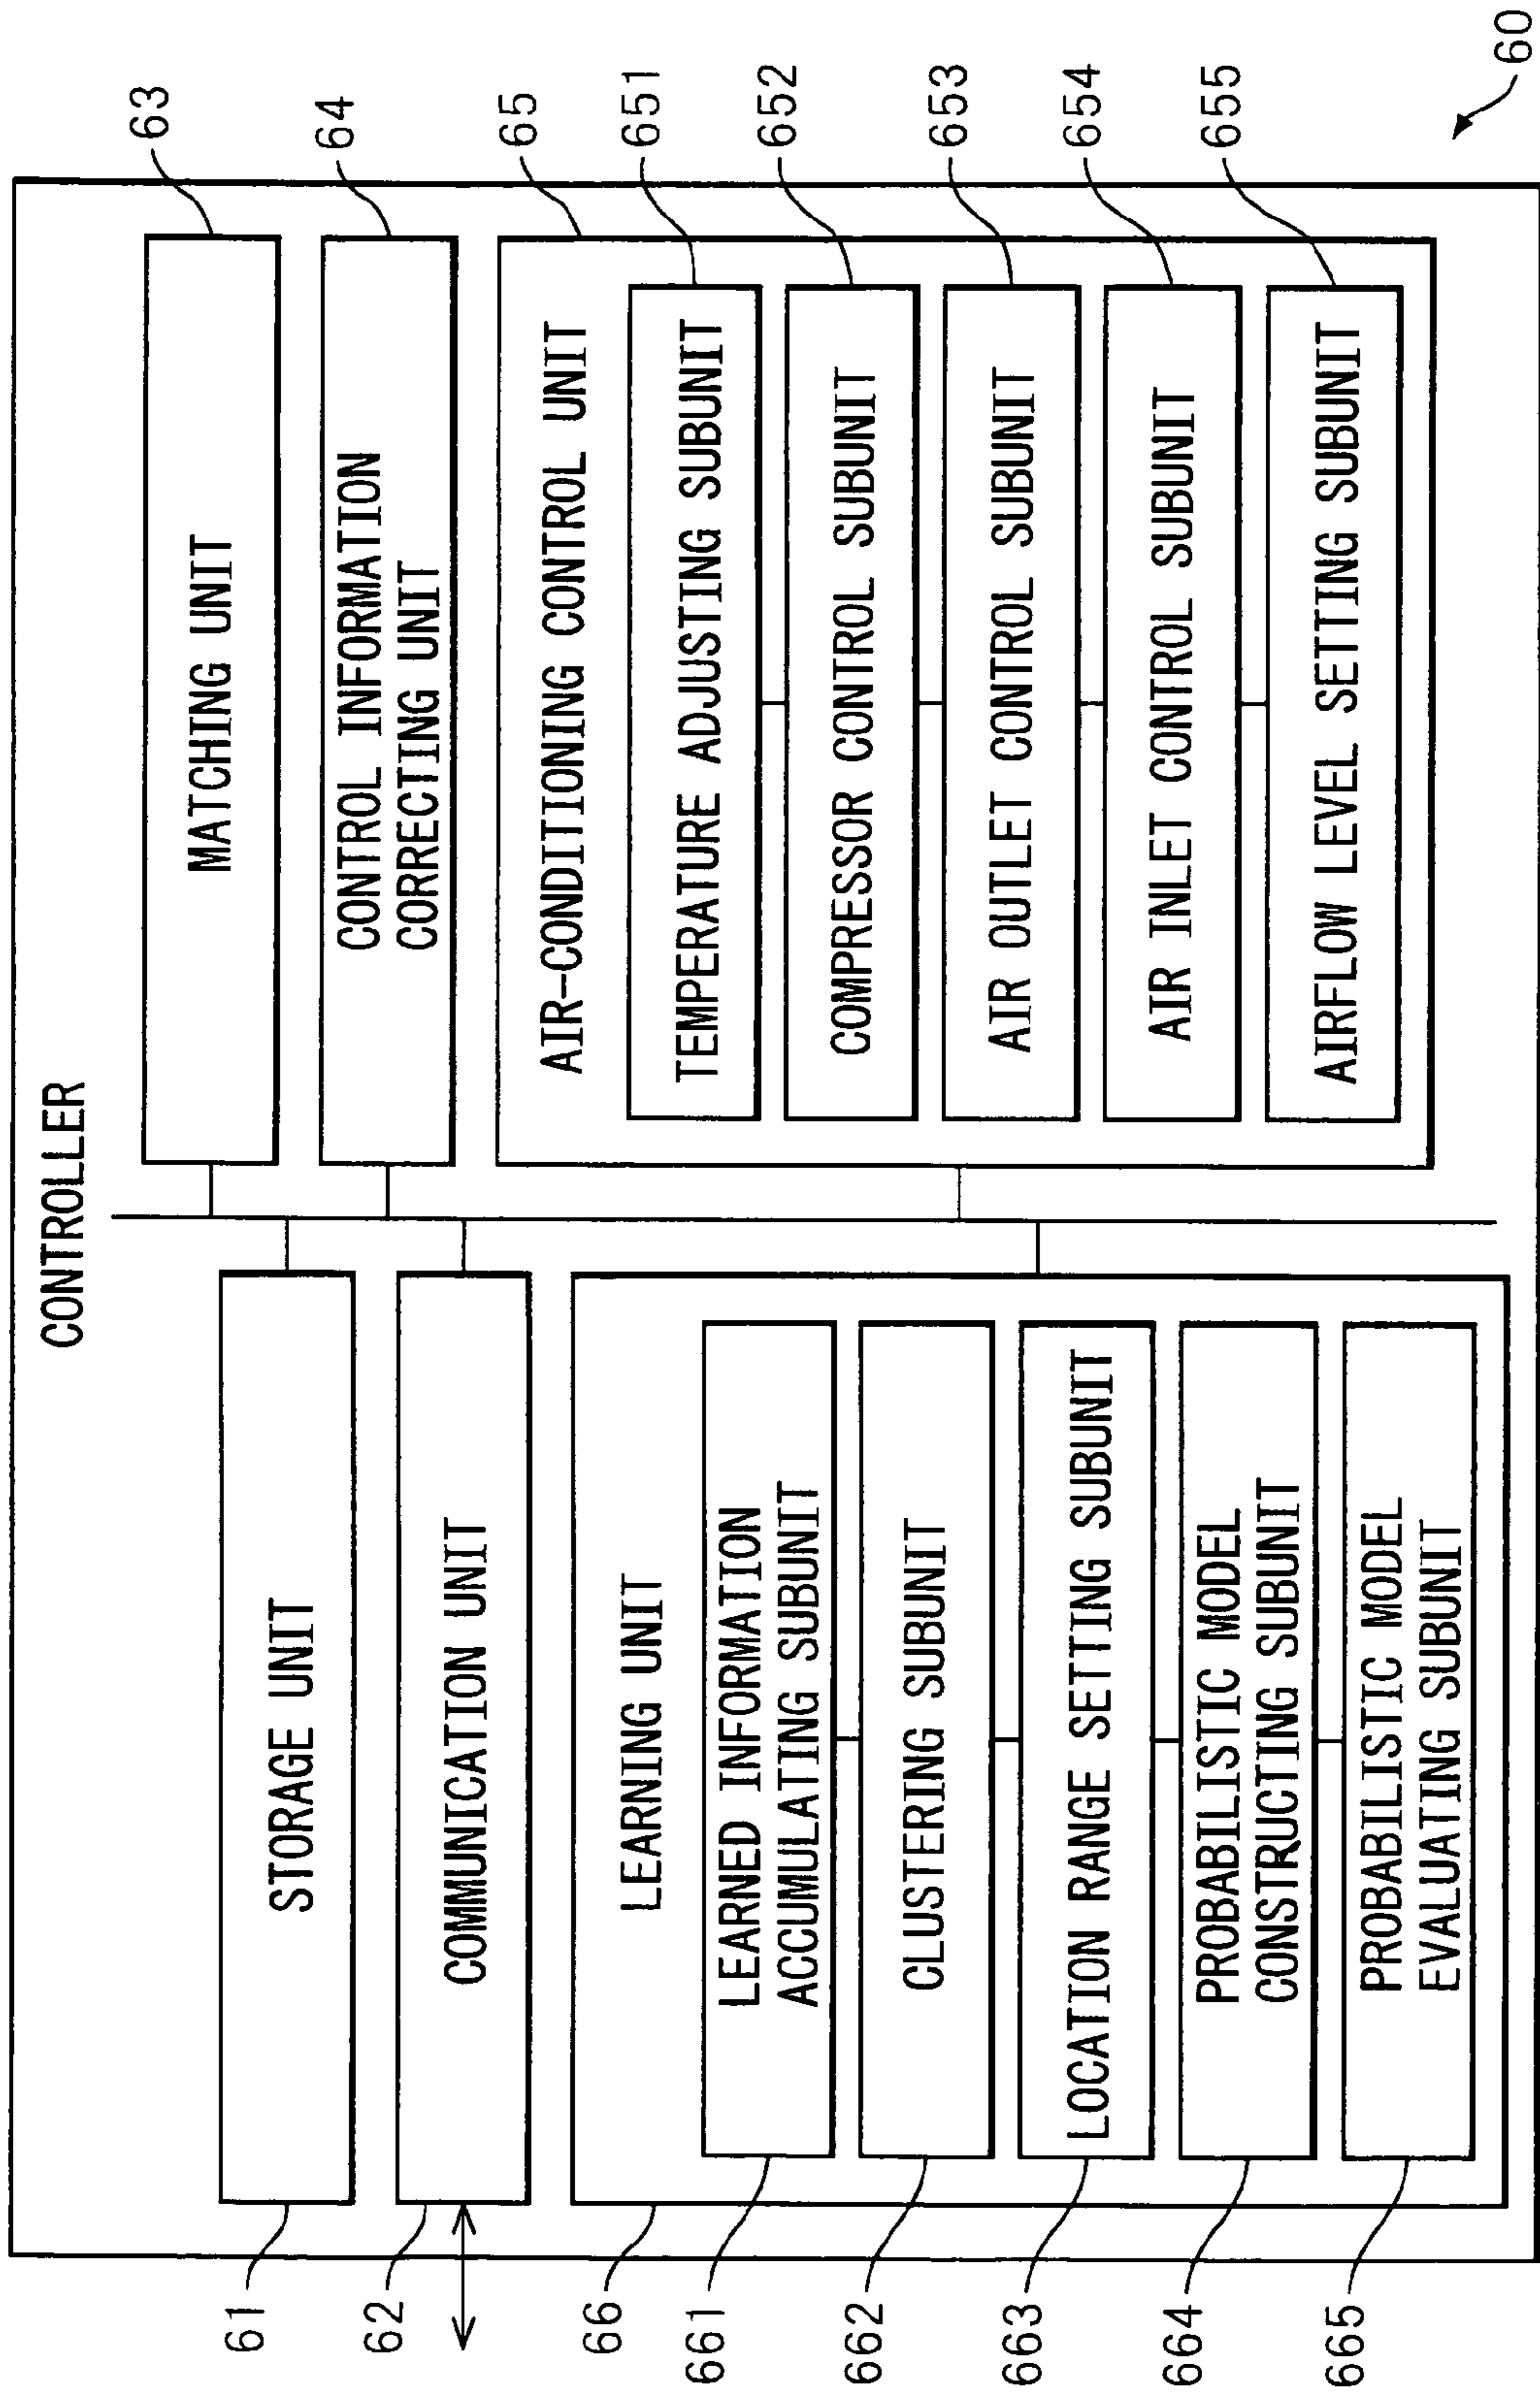 CONTROLLER
61
STORAGE UNIT
62
COMMUNICATION UNIT
66
LEARNING UNIT
661
LEARNED INFORMATION
ACCUMULATING SUBUNIT
662
CLUSTERING SUBUNIT
663
LOCATION RANGE SETTING SUBUNIT
664
PROBABILISTIC MODEL
CONSTRUCTING SUBUNIT
665
PROBABILISTIC MODEL
EVALUATING SUBUNIT
MATCHING UNIT
63
CONTROL INFORMATION
CORRECTING UNIT
64
AIR-CONDITIONING CONTROL UNIT
65
TEMPERATURE ADJUSTING SUBUNIT
651
COMPRESSOR CONTROL SUBUNIT
652
AIR OUTLET CONTROL SUBUNIT
653
AIR INLET CONTROL SUBUNIT
654
AIRFLOW LEVEL SETTING SUBUNIT
655
60